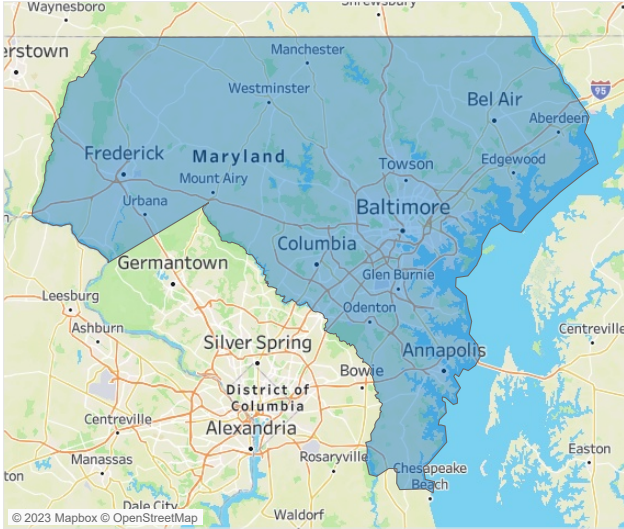 Waynesboro
Shrewsbury
erstown
Manchester
95
Westminster
Bel Air
Aberdeen
Frederick
Maryland
Towson
Edgewood
Mount Airy
Urbana
Baltimore
Columbia
Germantown
Glen Burnie
Leesburg
Odenton
Ashburn
Centreville
Silver Spring
Annapolis
Bowie
District of
Columbia
Centreville
Alexandria
Easton
Manassas
Rosaryville
Chesapeake
Beach
ton
Dale City
Waldorf
© 2023 Mapbox © OpenStreetMap